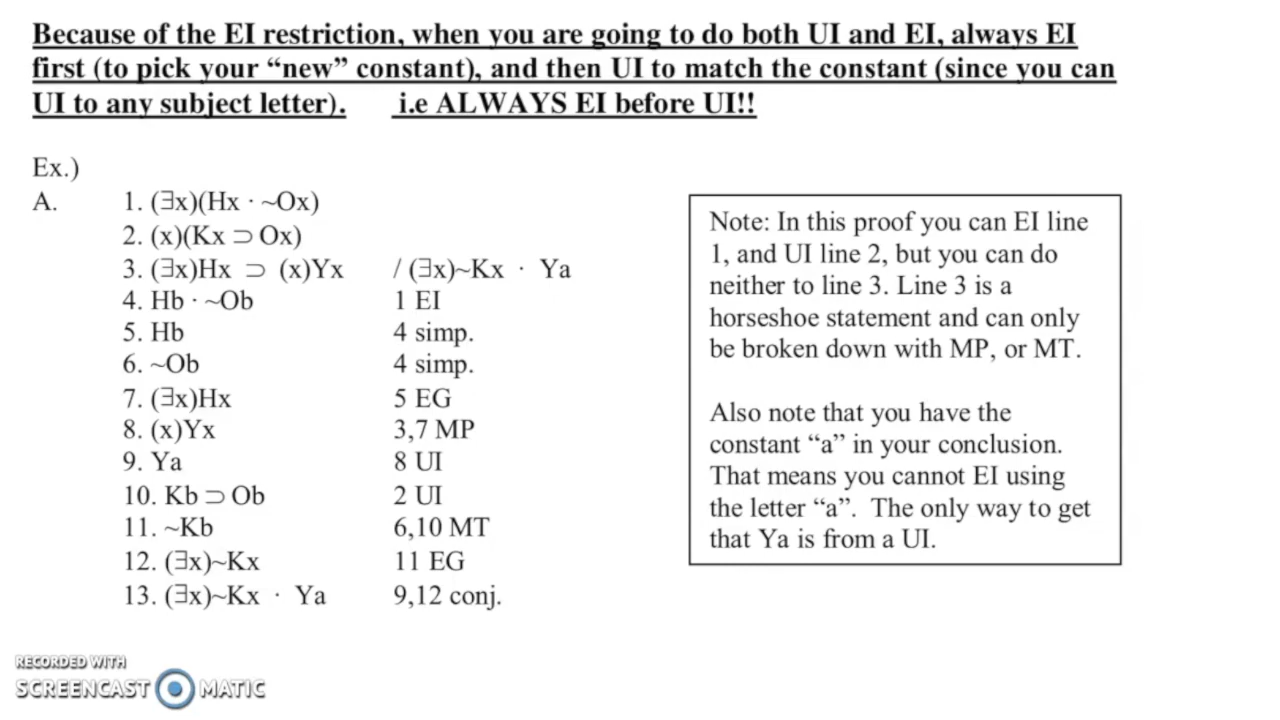 Because of the EI restriction, when you are going to do both UI and EI, always EI
first (to pick your “new” constant), and then UI to match the constant (since you can
UI to any subject letter). i.e ALWAYS EI before UI!!
Ex.)
A. 1. (∃x)(Hx · ~Ox)
2. (x)(Kx ⊃ Ox)
3. (∃x)Hx ⊃ (x)Yx / (∃x)~Kx · Ya
4. Hb · ~Ob 1 EI
5. Hb 4 simp.
6. ~Ob 4 simp.
7. (∃x)Hx 5 EG
8. (x)Yx 3,7 MP
9. Ya 8 UI
10. Kb ⊃ Ob 2 UI
11. ~Kb 6,10 MT
12. (∃x)~Kx 11 EG
13. (∃x)~Kx · Ya 9,12 conj.
Note: In this proof you can EI line
1, and UI line 2, but you can do
neither to line 3. Line 3 is a
horseshoe statement and can only
be broken down with MP, or MT.
Also note that you have the
constant “a” in your conclusion.
That means you cannot EI using
the letter “a”. The only way to get
that Ya is from a UI.
RECORDED WITH
SCREENCAST MATIC